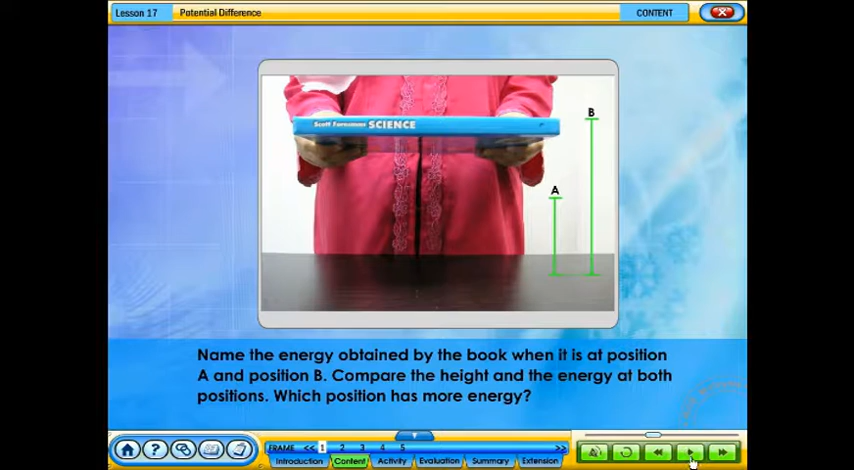 Lesson 17 Potential Difference CONTENT
Scott Foresman SCIENCE
B
A
Name the energy obtained by the book when it is at position
A and position B. Compare the height and the energy at both
positions. Which position has more energy?
FRAME << 1 2 3 4 5 >>
Introduction Content Activity Evaluation Summary Extension